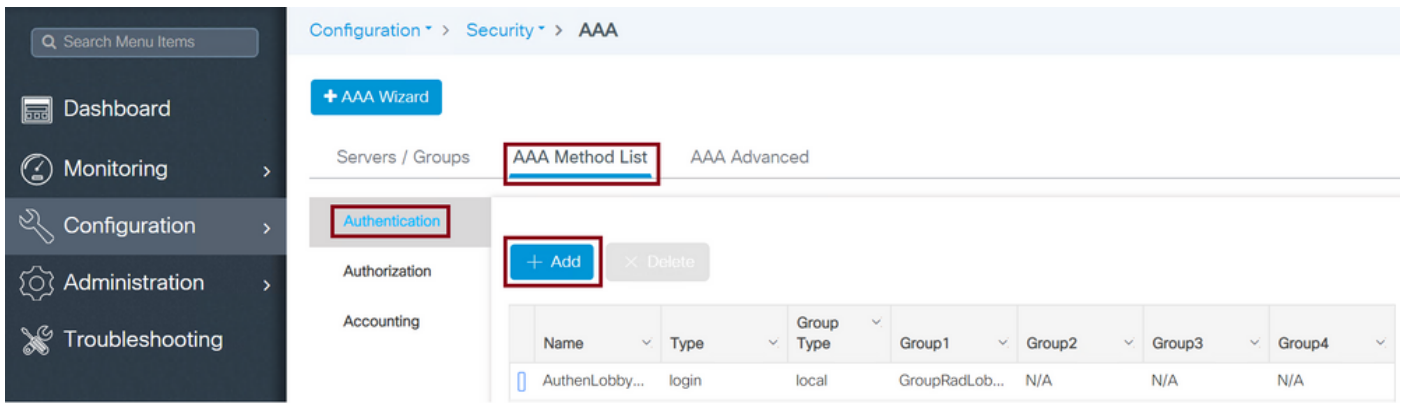 Search Menu Items
Dashboard
Monitoring
Configuration
Administration
Troubleshooting
Configuration > Security > AAA
+ AAA Wizard
Servers / Groups AAA Method List AAA Advanced
Authentication
Authorization
Accounting
+ Add × Delete
Name Type Group Type Group1 Group2 Group3 Group4
AuthenLobby... login local GroupRadLob... N/A N/A N/A